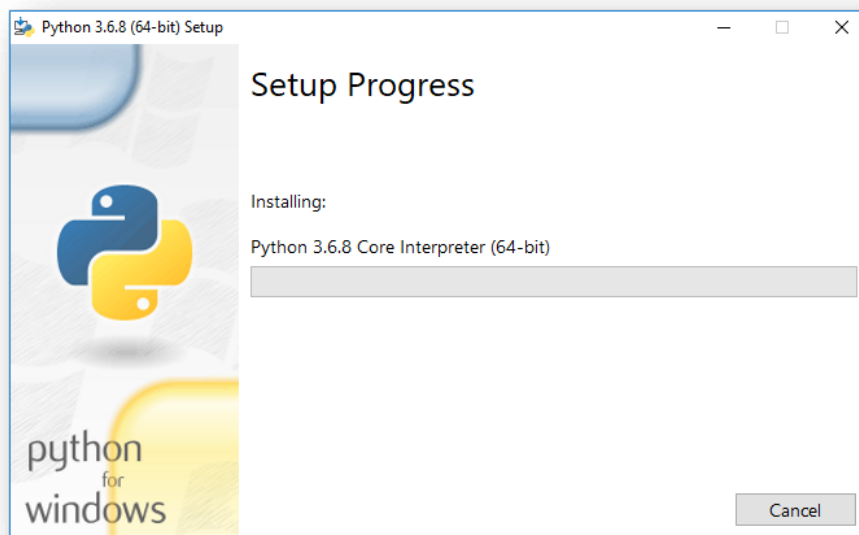 Python 3.6.8 (64-bit) Setup
Setup Progress
Installing:
Python 3.6.8 Core Interpreter (64-bit)
python
for
windows
Cancel